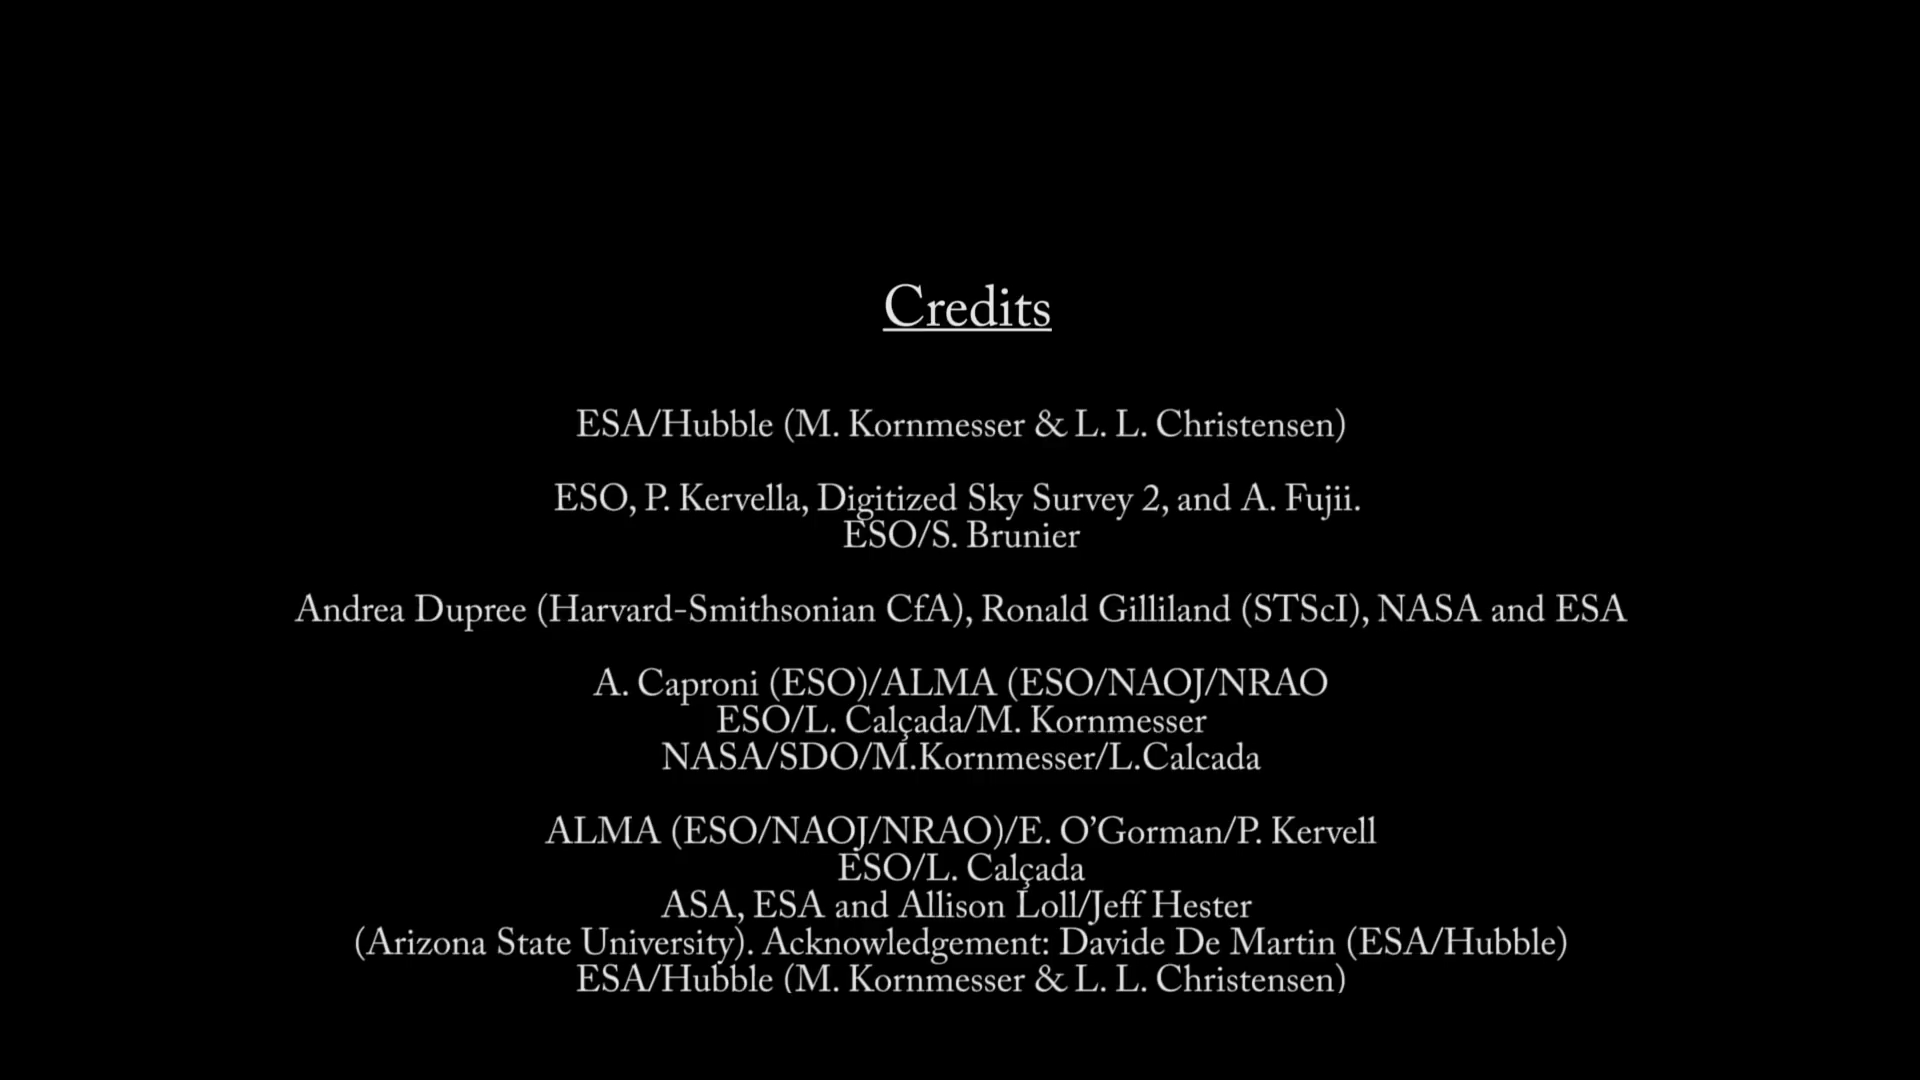 Credits
ESA/Hubble (M. Kornmesser & L. L. Christensen)
ESO, P. Kervella, Digitized Sky Survey 2, and A. Fujii.
ESO/S. Brunier
Andrea Dupree (Harvard-Smithsonian CfA), Ronald Gilliland (STScI), NASA and ESA
A. Caproni (ESO)/ALMA (ESO/NAOJ/NRAO
ESO/L. Calçada/M. Kornmesser
NASA/SDO/M.Kornmesser/L.Calcada
ALMA (ESO/NAOJ/NRAO)/E. O’Gorman/P. Kervell
ESO/L. Calçada
ASA, ESA and Allison Loll/Jeff Hester
(Arizona State University). Acknowledgement: Davide De Martin (ESA/Hubble)
ESA/Hubble (M. Kornmesser & L. L. Christensen)